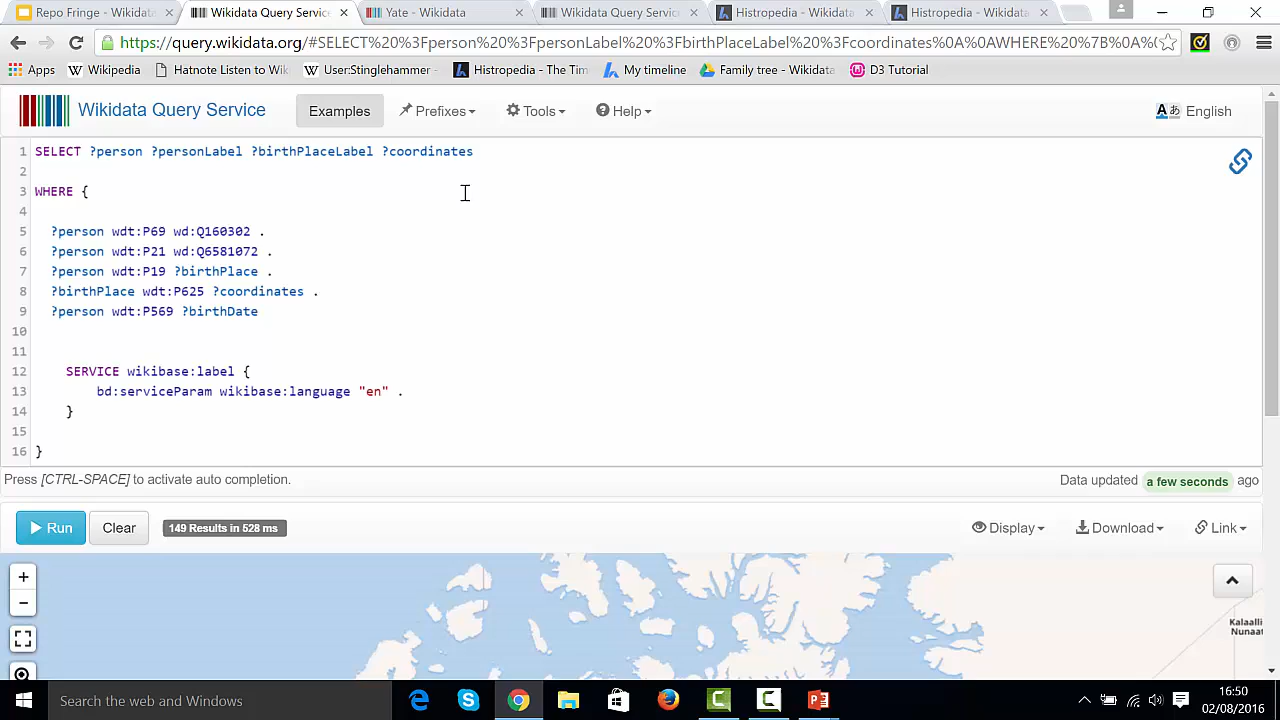 Repo Fringe - Wikidat
Wikidata Query Servic
Yate - Wikidata
Wikidata Query Servic
Histropedia - Wikidat
Histropedia - Wikidat
https://query.wikidata.org/#SELECT%20%3Fperson%20%3FpersonLabel%20%3FbirthPlaceLabel%20%3Fcoordinates%0A%0AWHERE%20%7B%0A%
Apps
Wikipedia
Hatnote Listen to Wik
User:Stinglehammer -
Histropedia - The Tim
My timeline
Family tree - Wikidat
D3 Tutorial
Wikidata Query Service
Examples
Prefixes
Tools
Help
English
1 SELECT ?person ?personLabel ?birthPlaceLabel ?coordinates
2
3 WHERE {
4
5 ?person wdt:P69 wd:Q160302 .
6 ?person wdt:P21 wd:Q6581072 .
7 ?person wdt:P19 ?birthPlace .
8 ?birthPlace wdt:P625 ?coordinates .
9 ?person wdt:P569 ?birthDate
10
11
12 SERVICE wikibase:label {
13 bd:serviceParam wikibase:language "en" .
14 }
15
16 }
Press [CTRL-SPACE] to activate auto completion.
Data updated a few seconds ago
Run
Clear
149 Results in 528 ms
Display
Download
Link
+
−
Kalaalli
Nunaat
Search the web and Windows
16:50
02/08/2016